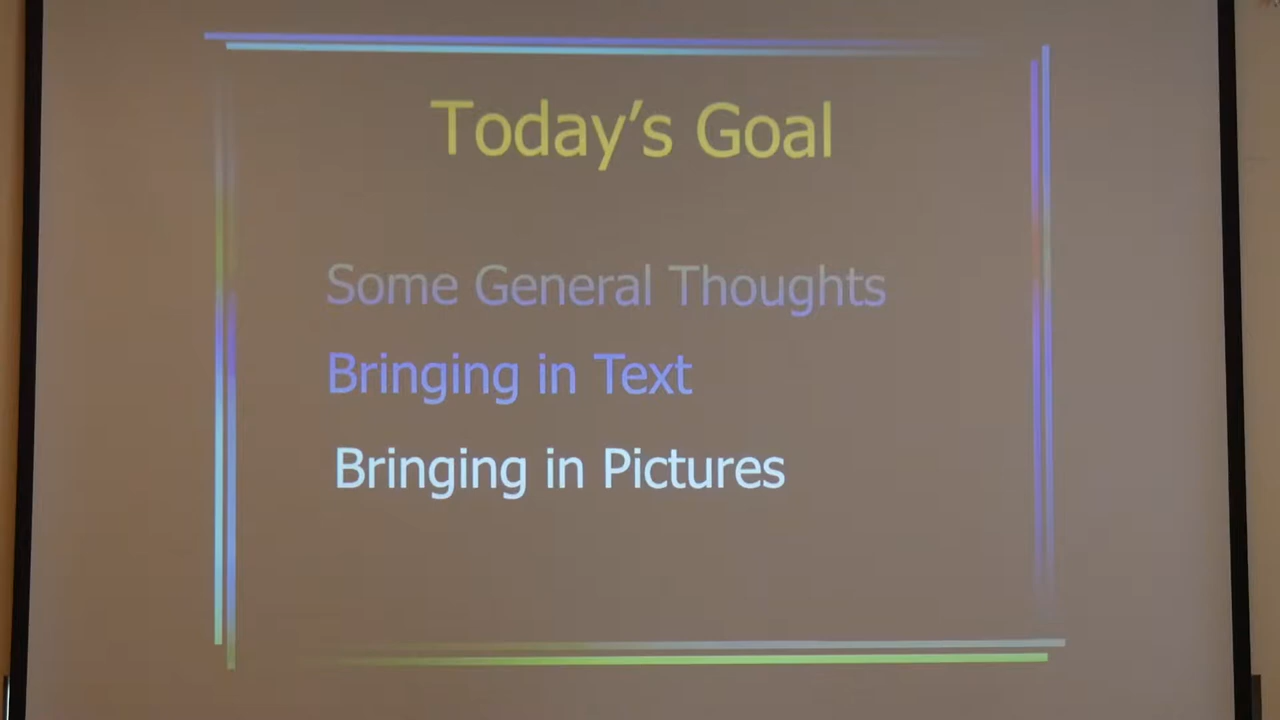 Today’s Goal
Some General Thoughts
Bringing in Text
Bringing in Pictures